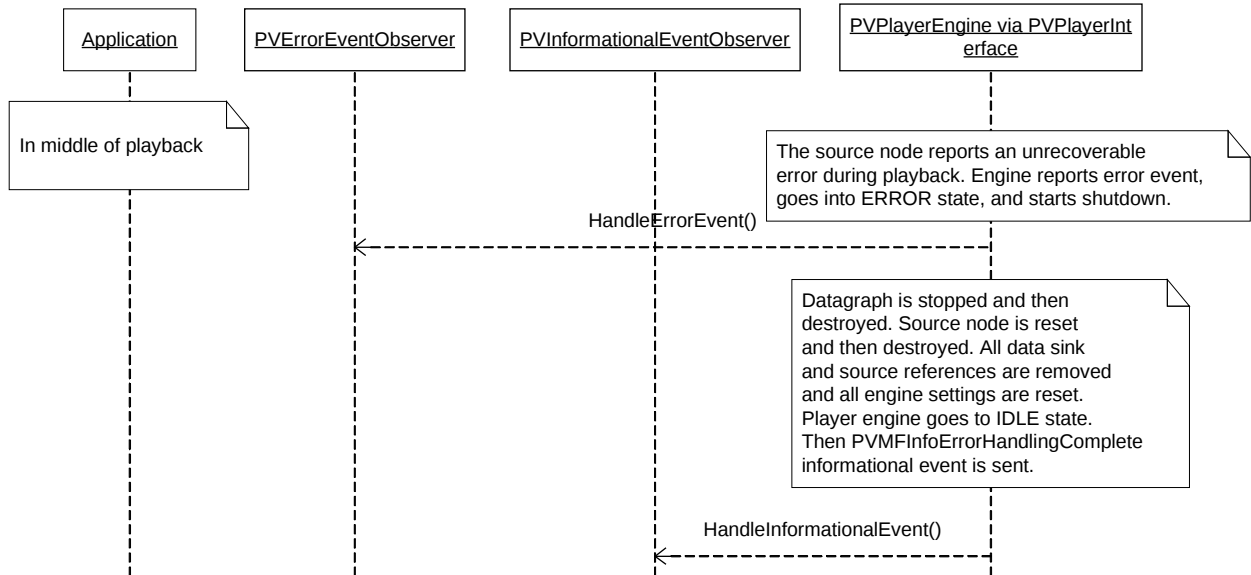 Application
PVErrorEventObserver
PVInformationalEventObserver
PVPlayerEngine via PVPlayerInt
erface
In middle of playback
The source node reports an unrecoverable
error during playback. Engine reports error event,
goes into ERROR state, and starts shutdown.
HandleErrorEvent()
Datagraph is stopped and then
destroyed. Source node is reset
and then destroyed. All data sink
and source references are removed
and all engine settings are reset.
Player engine goes to IDLE state.
Then PVMFInfoErrorHandlingComplete
informational event is sent.
HandleInformationalEvent()